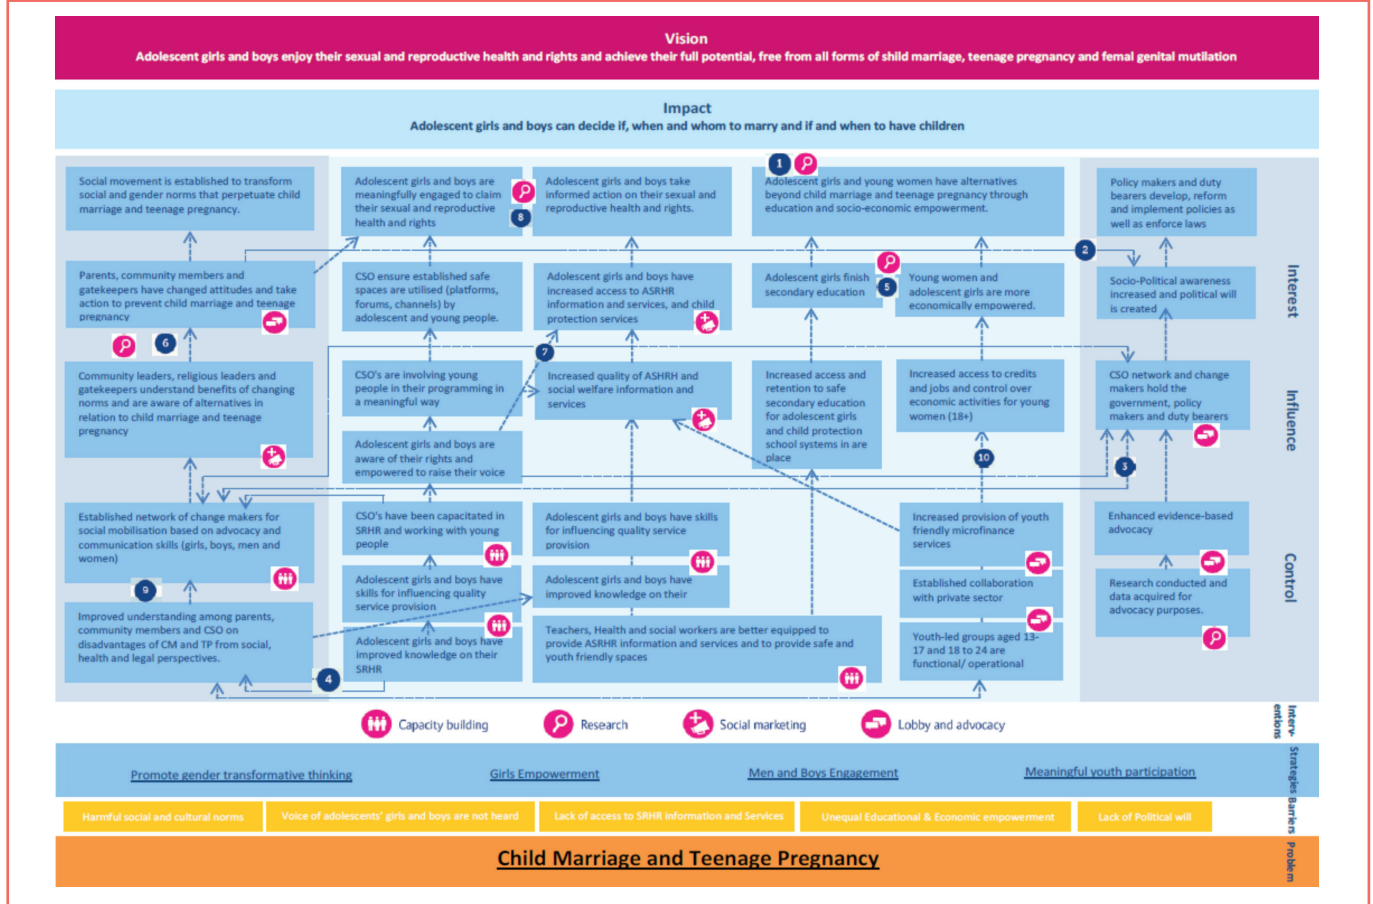 Vision
Adolescent girls and boys enjoy their sexual and reproductive health and rights and achieve their full potential, free from all forms of shild marriage, teenage pregnancy and femal genital mutilation
Impact
Adolescent girls and boys can decide if, when and whom to marry and if and when to have children
Social movement is established to transform
social and gender norms that perpetuate child
marriage and teenage pregnancy.
Adolescent girls and boys are
meaningfully engaged to claim
their sexual and reproductive
health and rights
8
Adolescent girls and boys take
informed action on their sexual and
reproductive health and rights.
1
Adolescent girls and young women have alternatives
beyond child marriage and teenage pregnancy through
education and socio-economic empowerment.
Policy makers and duty
bearers develop, reform
and implement policies as
well as enforce laws
2
Interest
Parents, community members and
gatekeepers have changed attitudes and take
action to prevent child marriage and teenage
pregnancy
CSO ensure established safe
spaces are utilised (platforms,
forums, channels) by
adolescent and young people.
Adolescent girls and boys have
increased access to ASRHR
information and services, and child
protection services
Adolescent girls finish
secondary education
5
Young women and
adolescent girls are more
economically empowered.
Socio-Political awareness
increased and political will
is created
6
7
Influence
Community leaders, religious leaders and
gatekeepers understand benefits of changing
norms and are aware of alternatives in
relation to child marriage and teenage
pregnancy
CSO's are involving young
people in their programming in
a meaningful way
Increased quality of ASHRH and
social welfare information and
services
Increased access and
retention to safe
secondary education
for adolescent girls
and child protection
school systems in are
place
Increased access to credits
and jobs and control over
economic activities for young
women (18+)
CSO network and change
makers hold the
government, policy
makers and duty bearers
Adolescent girls and boys are
aware of their rights and
empowered to raise their voice
10
3
Control
Established network of change makers for
social mobilisation based on advocacy and
communication skills (girls, boys, men and
women)
CSO's have been capacitated in
SRHR and working with young
people
Adolescent girls and boys have skills
for influencing quality service
provision
Increased provision of youth
friendly microfinance
services
Enhanced evidence-based
advocacy
9
Adolescent girls and boys have
skills for influencing quality
service provision
Adolescent girls and boys have
improved knowledge on their
Established collaboration
with private sector
Research conducted and
data acquired for
advocacy purposes.
Improved understanding among parents,
community members and CSO on
disadvantages of CM and TP from social,
health and legal perspectives.
4
Adolescent girls and boys have
improved knowledge on their
SRHR
Teachers, Health and social workers are better equipped to
provide ASRHR information and services and to provide safe and
youth friendly spaces
Youth-led groups aged 13-
17 and 18 to 24 are
functional/ operational
Interv-
entions
Capacity building
Research
Social marketing
Lobby and advocacy
Strategies
Promote gender transformative thinking
Girls Empowerment
Men and Boys Engagement
Meaningful youth participation
Barriers
Harmful social and cultural norms
Voice of adolescents' girls and boys are not heard
Lack of access to SRHR information and Services
Unequal Educational & Economic empowerment
Lack of Political will
Problem
Child Marriage and Teenage Pregnancy